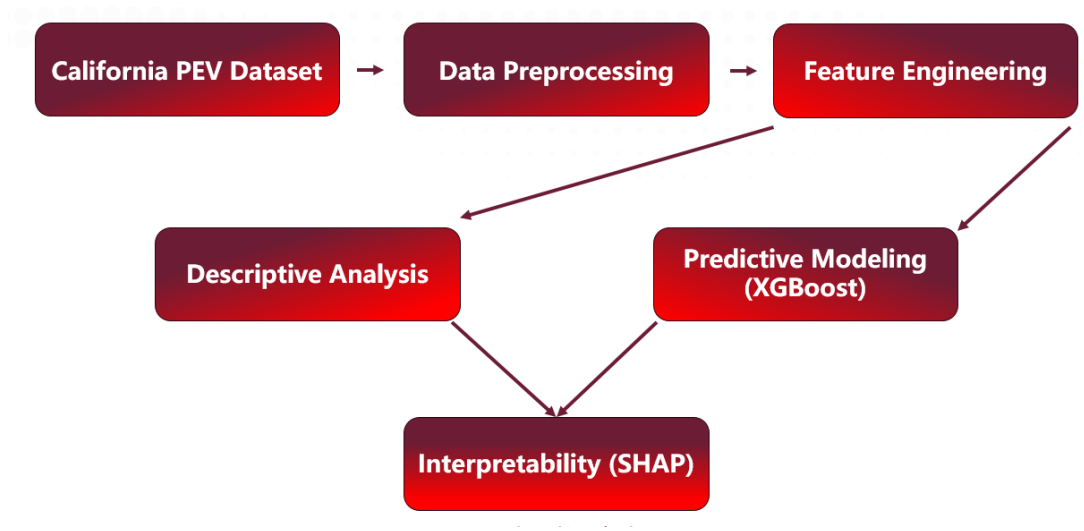 California PEV Dataset
Data Preprocessing
Feature Engineering
Descriptive Analysis
Predictive Modeling
(XGBoost)
Interpretability (SHAP)